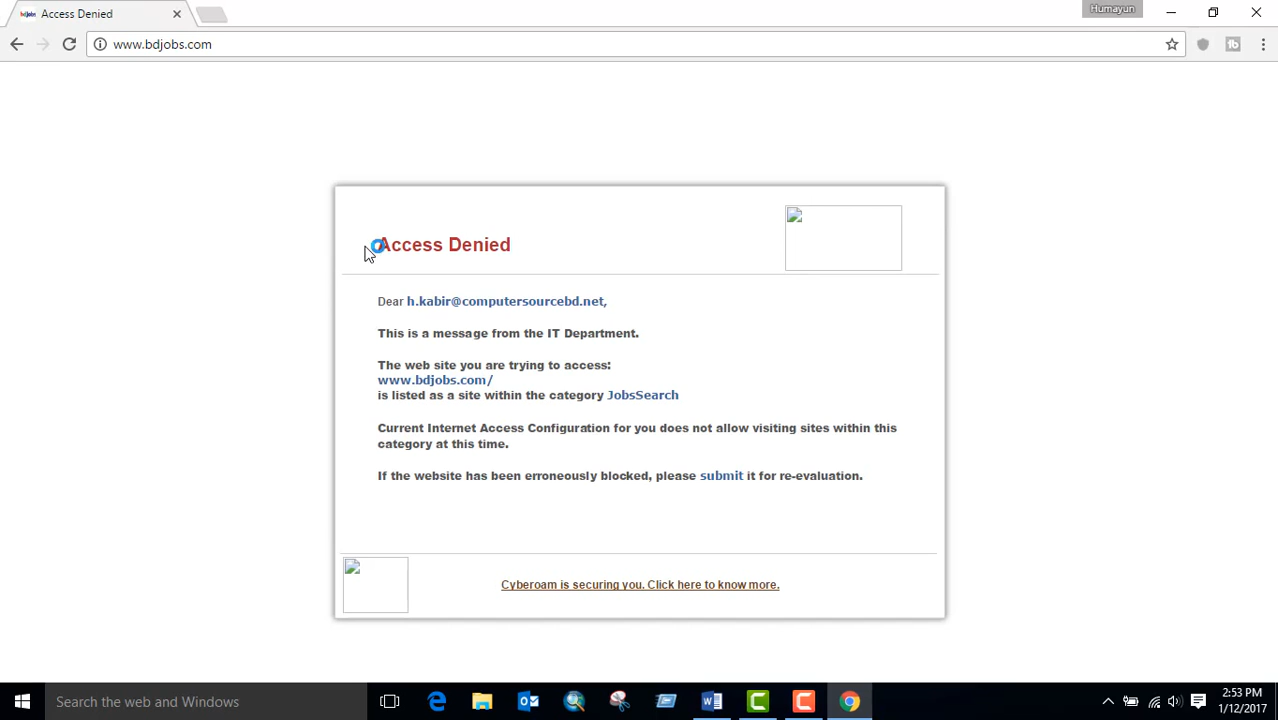 Access Denied
Humayun
www.bdjobs.com
Access Denied
Dear h.kabir@computersourcebd.net,
This is a message from the IT Department.
The web site you are trying to access:
www.bdjobs.com/
is listed as a site within the category JobsSearch
Current Internet Access Configuration for you does not allow visiting sites within this
category at this time.
If the website has been erroneously blocked, please submit it for re-evaluation.
Cyberoam is securing you. Click here to know more.
Search the web and Windows
2:53 PM
1/12/2017